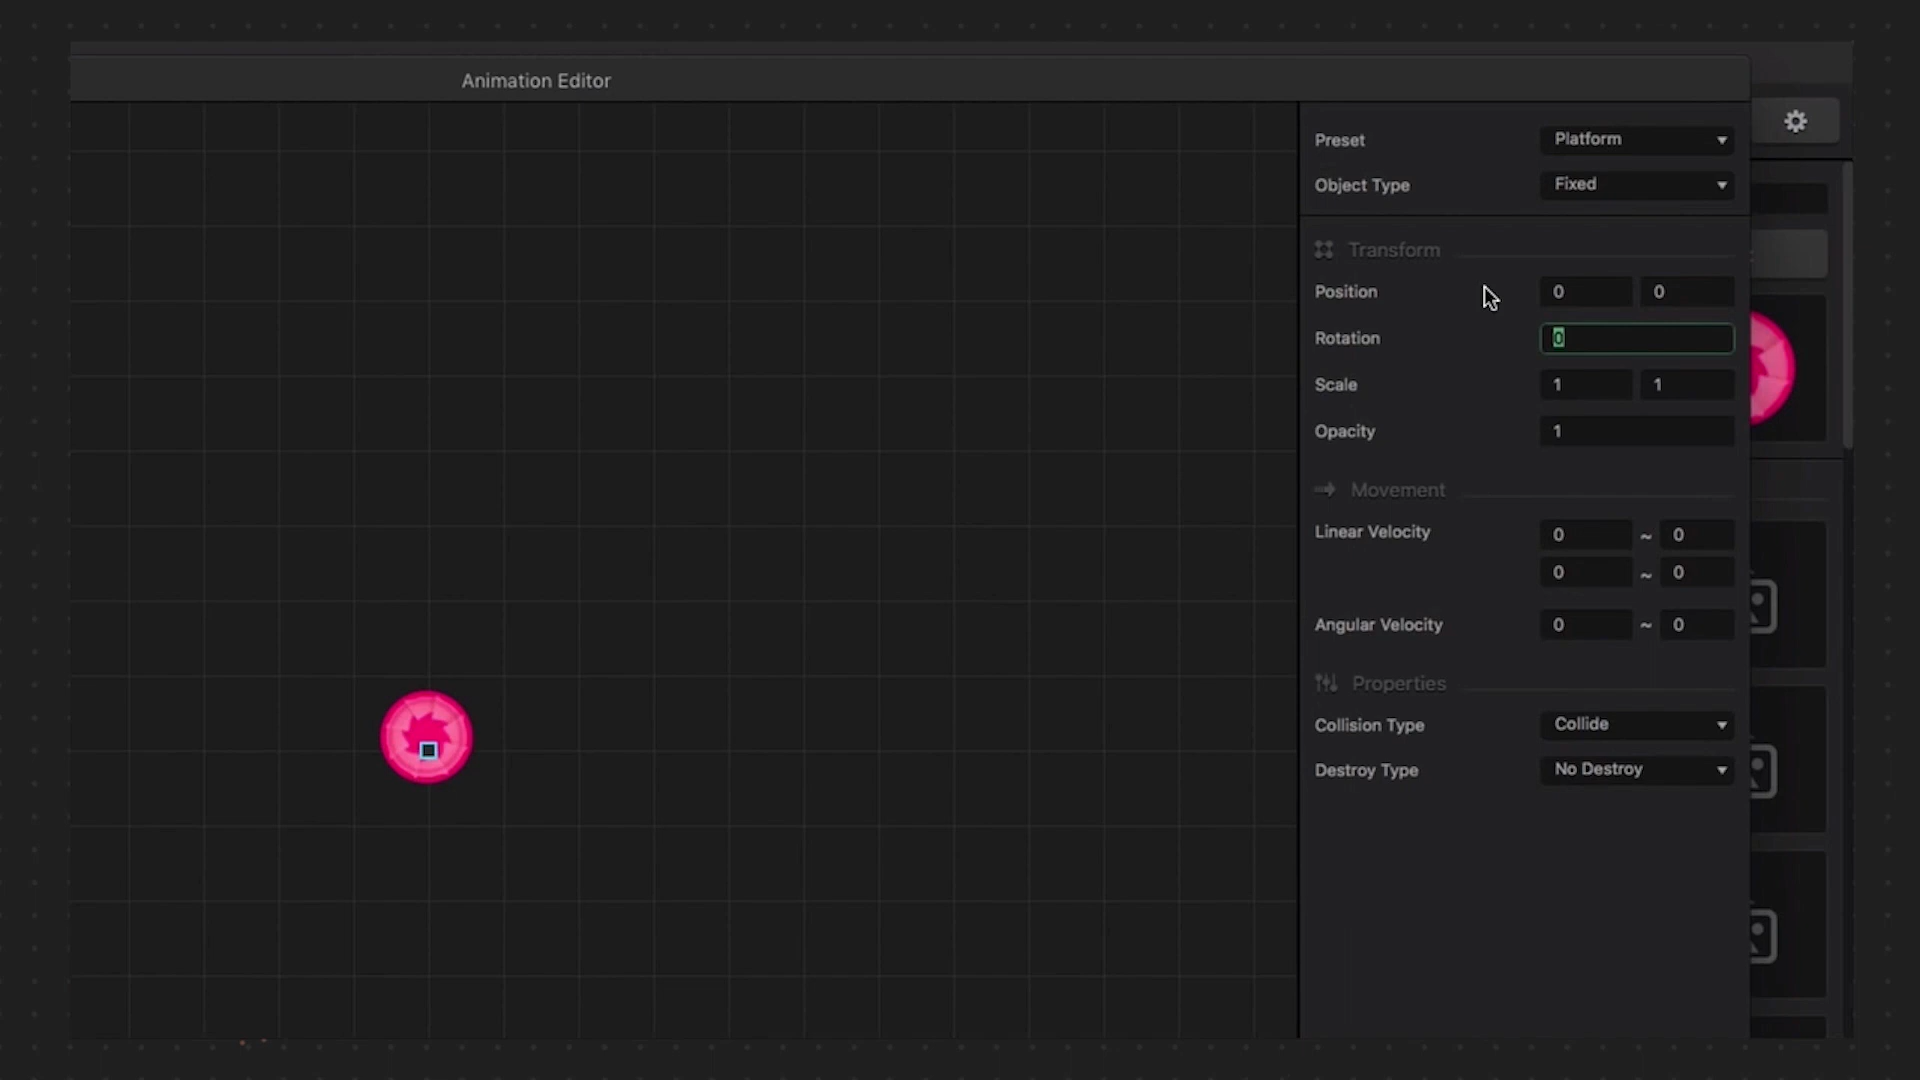 Animation Editor
Preset Platform
Object Type Fixed
Transform
Position 0 0
Rotation 0
Scale 1 1
Opacity 1
Movement
Linear Velocity 0 ~ 0
0 ~ 0
Angular Velocity 0 ~ 0
Properties
Collision Type Collide
Destroy Type No Destroy